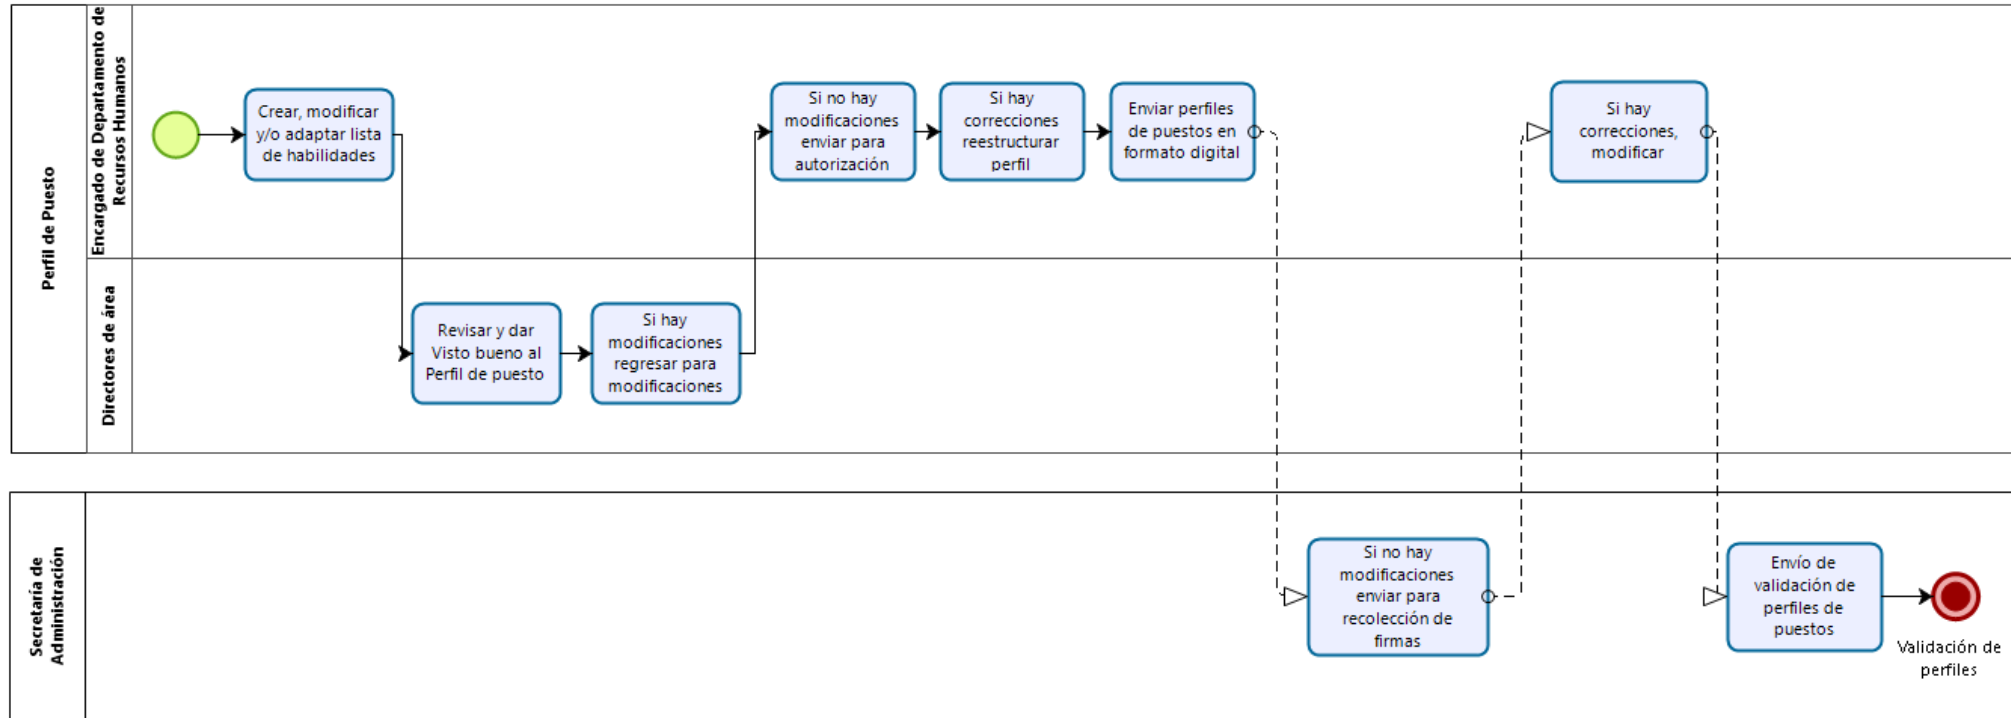 Perfil de Puesto
Encargado de Departamento de
Recursos Humanos
Crear, modificar
y/o adaptar lista
de habilidades
Si no hay
modificaciones
enviar para
autorización
Si hay
correcciones
reestructurar
perfil
Enviar perfiles
de puestos en
formato digital
Si hay
correcciones,
modificar
Directores de área
Revisar y dar
Visto bueno al
Perfil de puesto
Si hay
modificaciones
regresar para
modificaciones
Secretaría de
Administración
Si no hay
modificaciones
enviar para
recolección de
firmas
Envío de
validación de
perfiles de
puestos
Validación de
perfiles